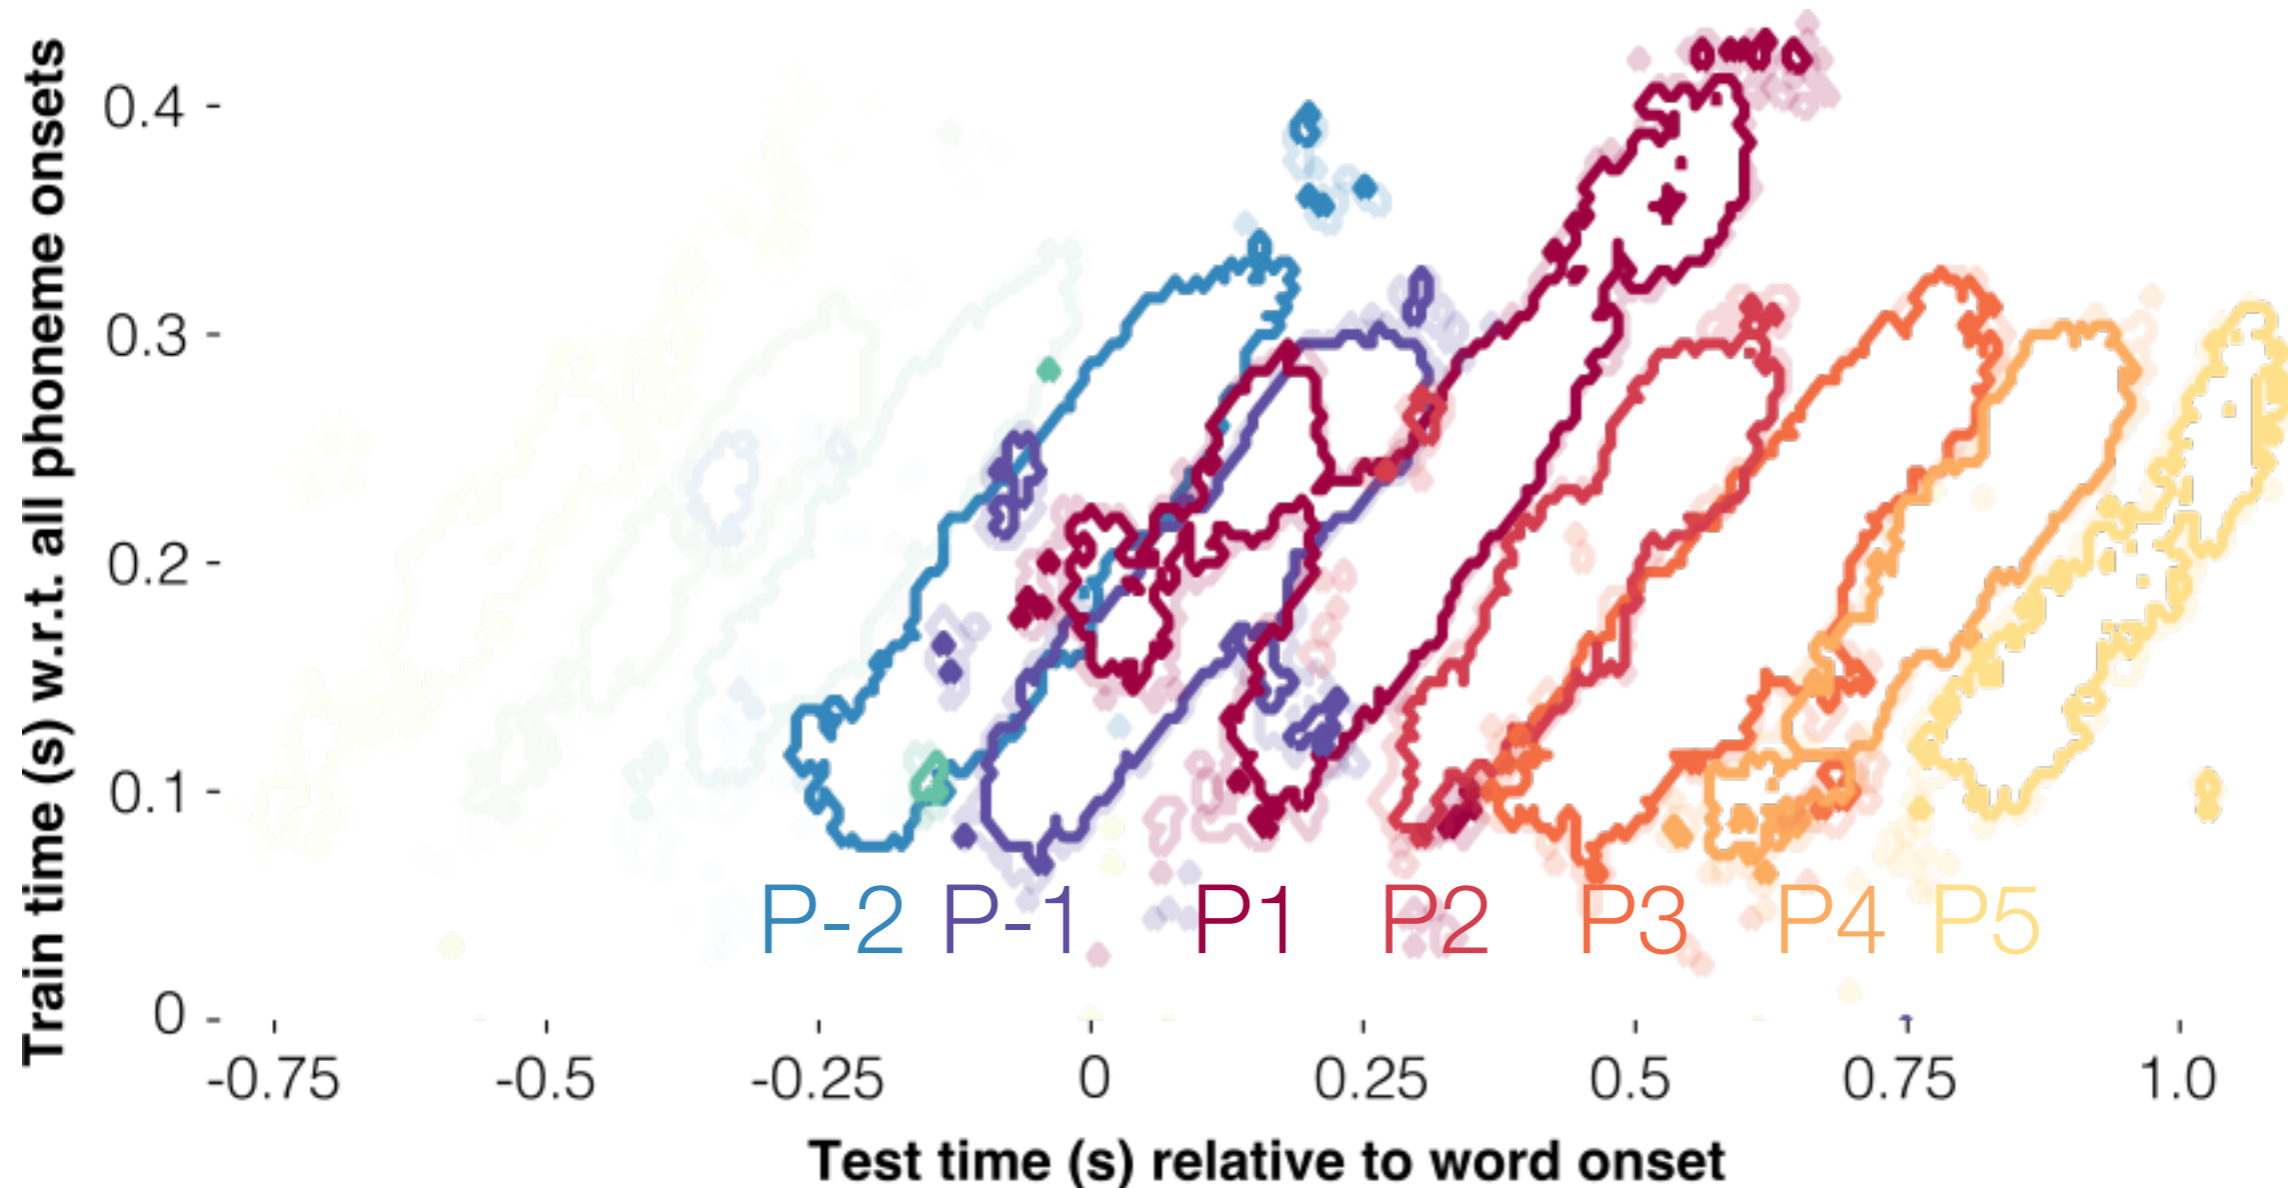 Train time (s) w.r.t. all phoneme onsets
0.4
0.3
0.2
0.1
0
P-2 P-1 P1 P2 P3 P4 P5
-0.75 -0.5 -0.25 0 0.25 0.5 0.75 1.0
Test time (s) relative to word onset